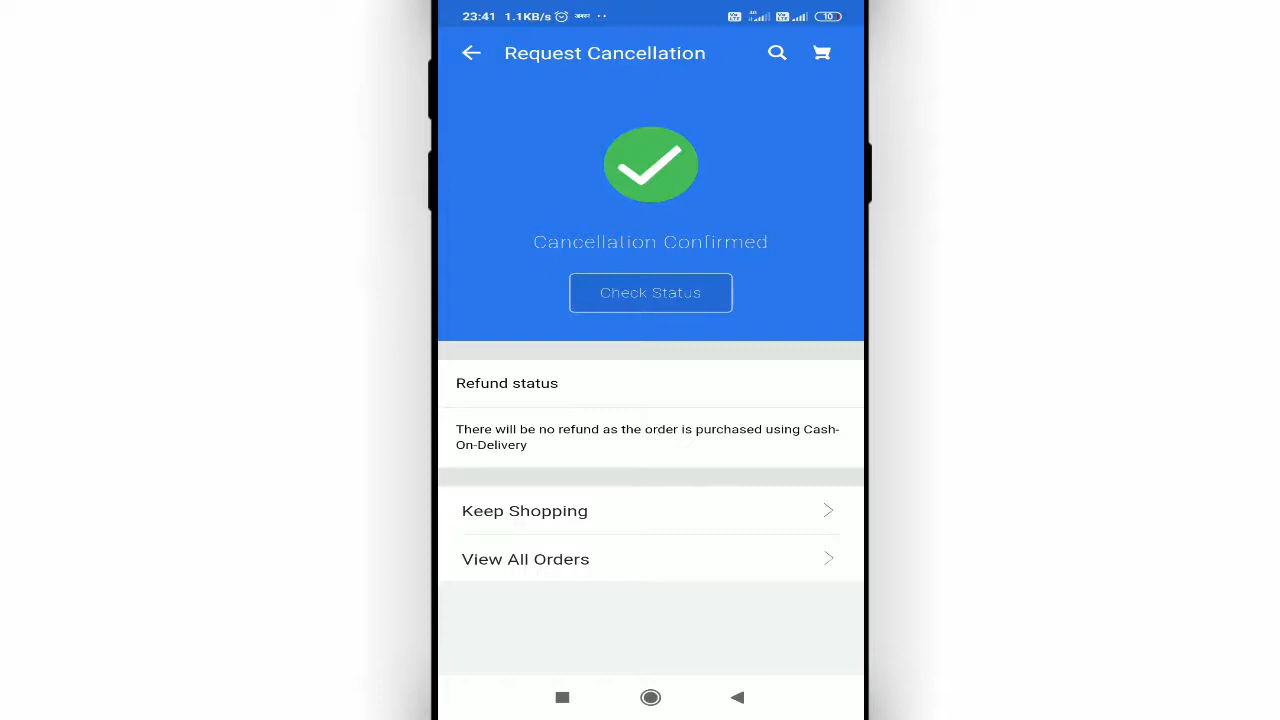 23:41 1.1KB/s
Request Cancellation
Cancellation Confirmed
Check Status
Refund status
There will be no refund as the order is purchased using Cash-
On-Delivery
Keep Shopping
View All Orders